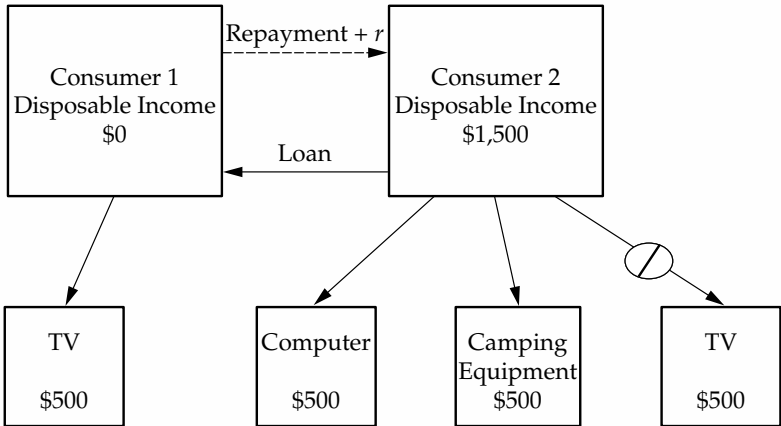 Repayment + r
Consumer 1
Disposable Income
$0
Consumer 2
Disposable Income
$1,500
Loan
TV
$500
Computer
$500
Camping
Equipment
$500
TV
$500